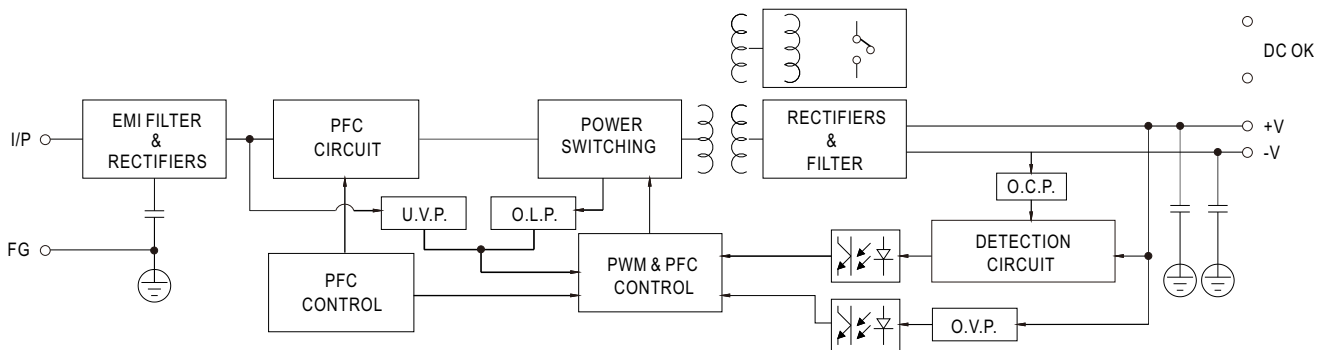 DC OK
I/P
EMI FILTER
&
RECTIFIERS
PFC
CIRCUIT
POWER
SWITCHING
RECTIFIERS
&
FILTER
+V
-V
O.C.P.
U.V.P.
O.L.P.
FG
PFC
CONTROL
PWM & PFC
CONTROL
DETECTION
CIRCUIT
O.V.P.